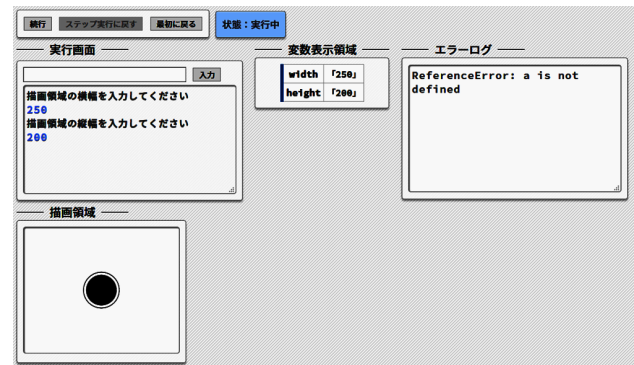 続行 ステップ実行に戻す 最初に戻る 状態：実行中
実行画面
入力
描画領域の横幅を入力してください
250
描画領域の縦幅を入力してください
200
変数表示領域
width 「250」
height 「200」
エラーログ
ReferenceError: a is not
defined
描画領域